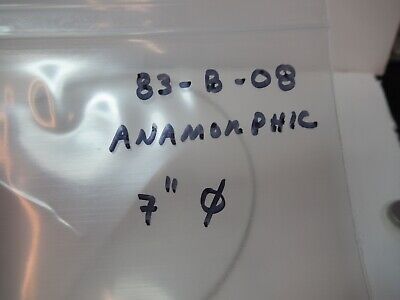 83-B-08
ANAMORPHIC
7" ϕ